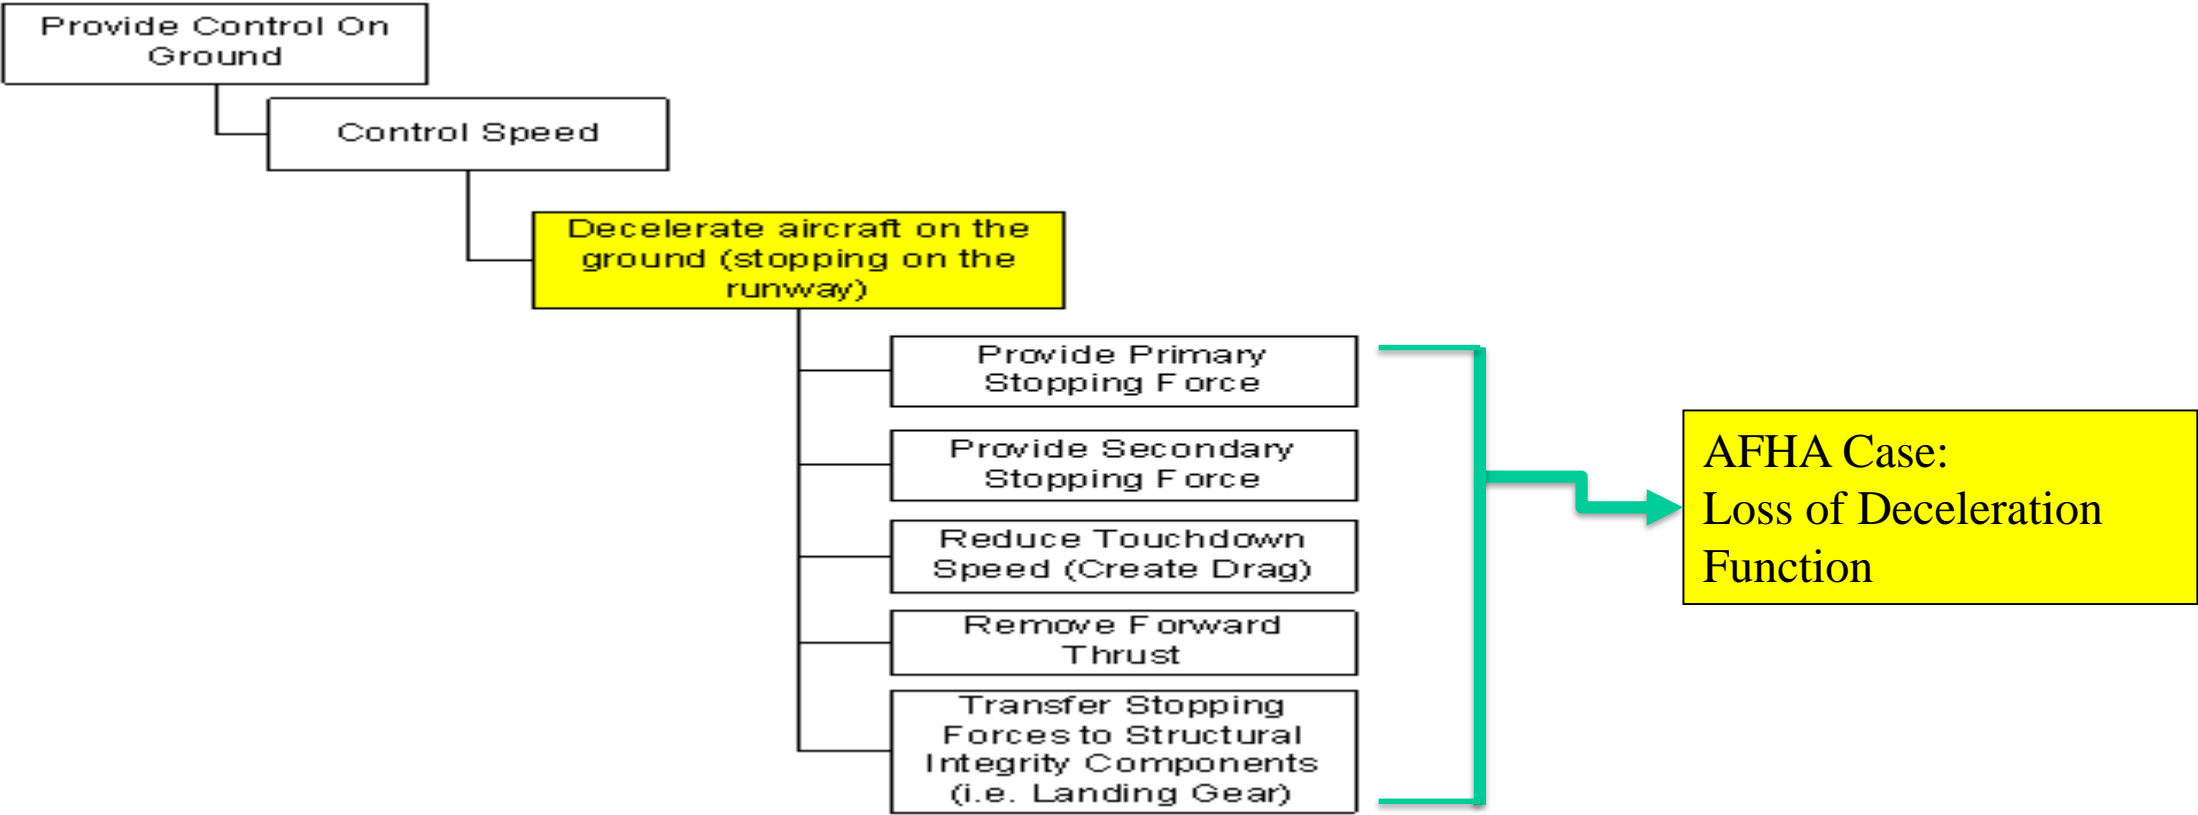 Provide Control On
Ground
Control Speed
Decelerate aircraft on the
ground (stopping on the
runway)
Provide Primary
Stopping Force
Provide Secondary
Stopping Force
Reduce Touchdown
Speed (Create Drag)
Remove Forward
Thrust
Transfer Stopping
Forces to Structural
Integrity Components
(i.e. Landing Gear)
AFHA Case:
Loss of Deceleration
Function